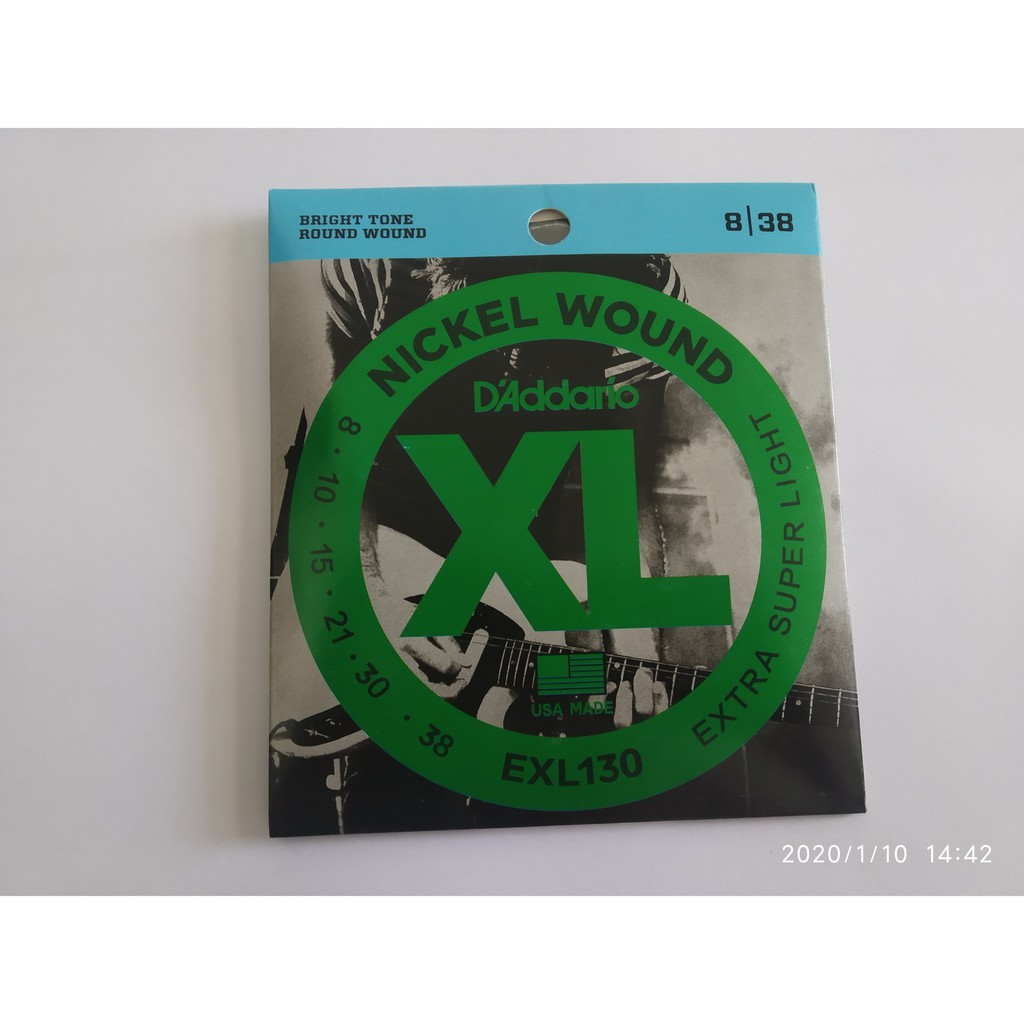 BRIGHT TONE
ROUND WOUND
8|38
NICKEL WOUND
D'Addario
XL
8 · 10 · 15 · 21 · 30 · 38
EXTRA SUPER LIGHT
USA MADE
EXL130
2020/1/10 14:42